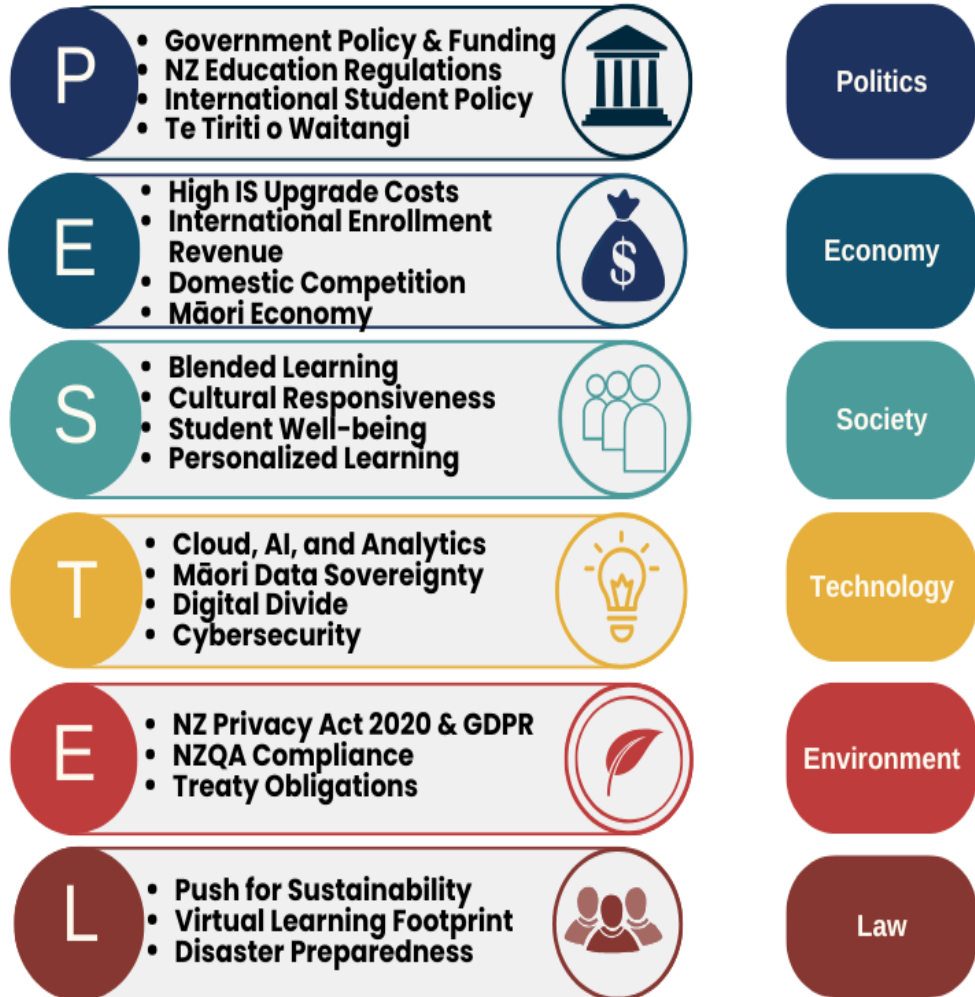 P
• Government Policy & Funding
• NZ Education Regulations
• International Student Policy
• Te Tiriti o Waitangi
Politics
E
• High IS Upgrade Costs
• International Enrollment
Revenue
• Domestic Competition
• Māori Economy
$
Economy
S
• Blended Learning
• Cultural Responsiveness
• Student Well-being
• Personalized Learning
Society
T
• Cloud, AI, and Analytics
• Māori Data Sovereignty
• Digital Divide
• Cybersecurity
Technology
E
• NZ Privacy Act 2020 & GDPR
• NZQA Compliance
• Treaty Obligations
Environment
L
• Push for Sustainability
• Virtual Learning Footprint
• Disaster Preparedness
Law